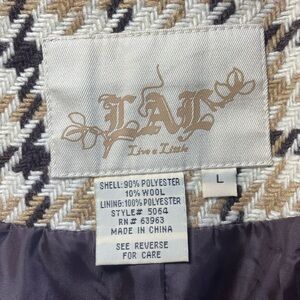 LAL
Live a Little
SHELL: 90% POLYESTER
10% WOOL
LINING: 100% POLYESTER
STYLE# 5064
RN # 63963
MADE IN CHINA
SEE REVERSE
FOR CARE
L